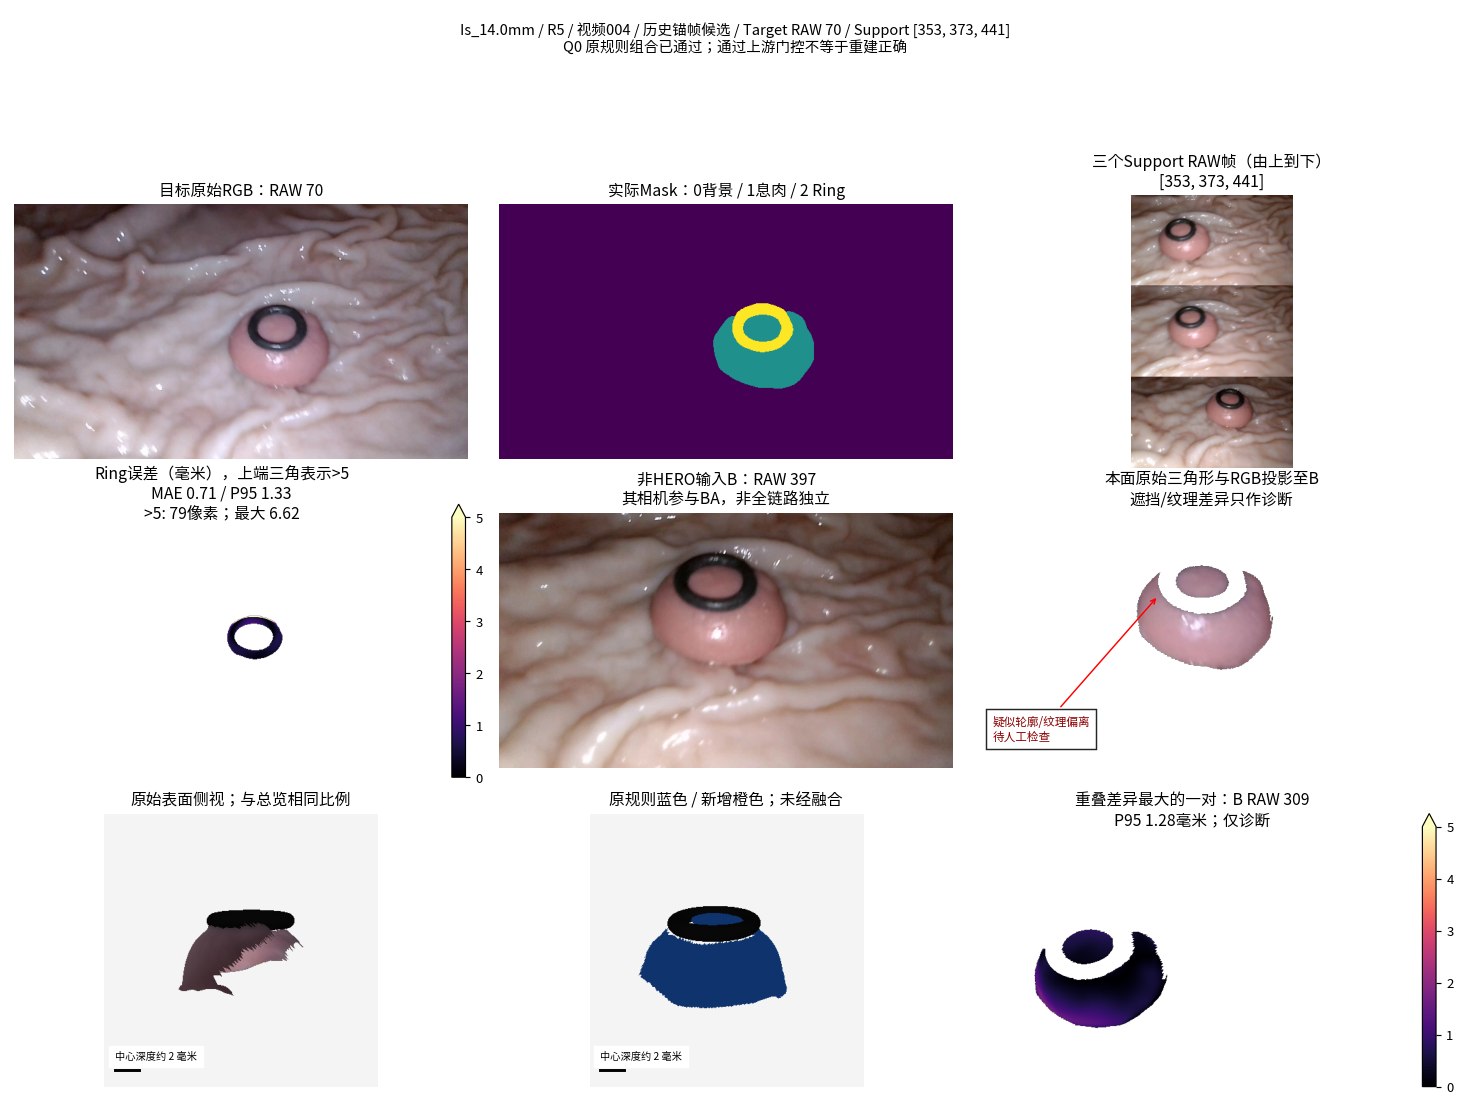 Is_14.0mm / R5 / 视频004 / 历史锚帧候选 / Target RAW 70 / Support [353, 373, 441]
Q0 原规则组合已通过；通过上游门控不等于重建正确
目标原始RGB：RAW 70
实际Mask：0背景 / 1息肉 / 2 Ring
三个Support RAW帧（由上到下）
[353, 373, 441]
Ring误差（毫米），上端三角表示>5
MAE 0.71 / P95 1.33
>5: 79像素；最大 6.62
5
4
3
2
1
0
非HERO输入B：RAW 397
其相机参与BA，非全链路独立
本面原始三角形与RGB投影至B
遮挡/纹理差异只作诊断
疑似轮廓/纹理偏离
待人工检查
原始表面侧视；与总览相同比例
中心深度约 2 毫米
原规则蓝色 / 新增橙色；未经融合
中心深度约 2 毫米
重叠差异最大的一对：B RAW 309
P95 1.28毫米；仅诊断
5
4
3
2
1
0